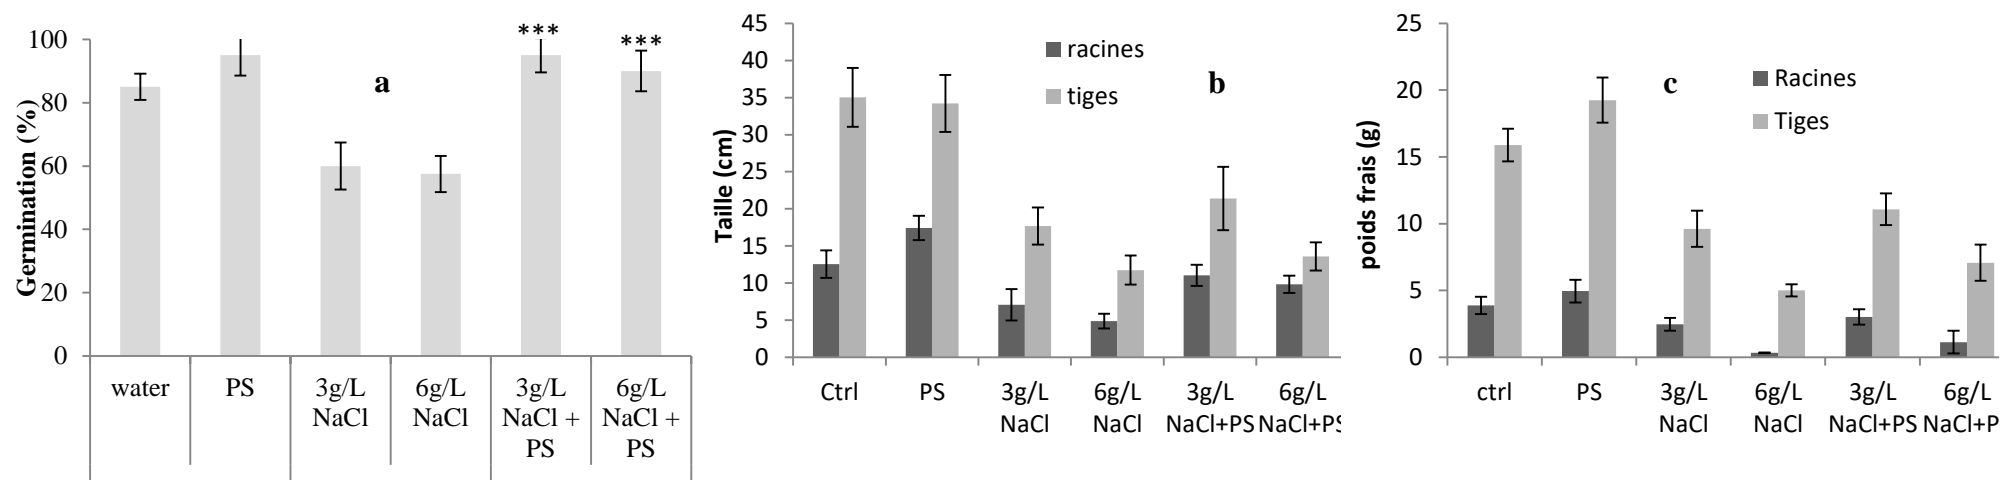 Germination (%)
100
80
60
40
20
0
a
***
***
water
PS
3g/L
NaCl
6g/L
NaCl
3g/L
NaCl +
PS
6g/L
NaCl +
PS
Taille (cm)
45
40
35
30
25
20
15
10
5
0
racines
tiges
b
Ctrl
PS
3g/L
NaCl
6g/L
NaCl
3g/L
NaCl+PS
6g/L
NaCl+PS
poids frais (g)
25
20
15
10
5
0
c
Racines
Tiges
ctrl
PS
3g/L
NaCl
6g/L
NaCl
3g/L
NaCl+PS
6g/L
NaCl+P